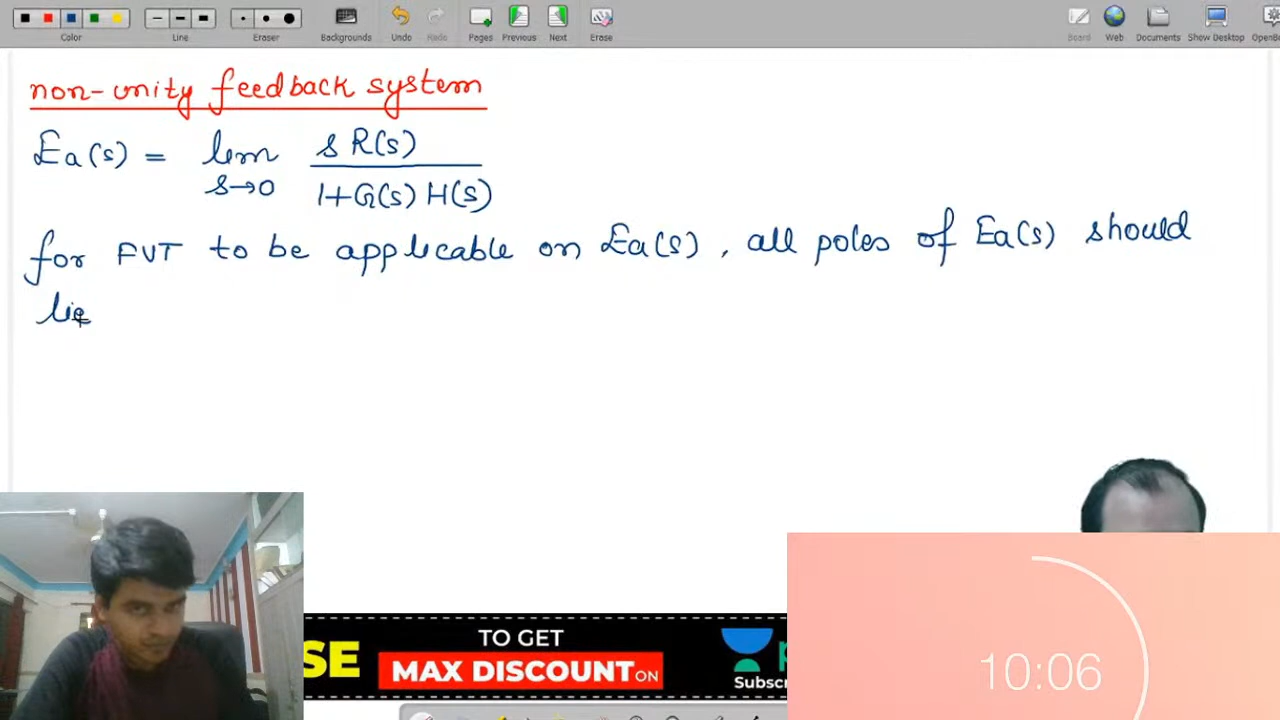 Color
Line
Eraser
Backgrounds
Undo
Redo
Pages
Previous
Next
Erase
Board
Web
Documents
Show Desktop
OpenB
non-unity feedback system
Ea(s) = lim s→0 s R(s) / 1+G(s) H(s)
for FVT to be applicable on Ea(s), all poles of Ea(s) should
lie
SE
TO GET
MAX DISCOUNT ON
Subscr
10:06